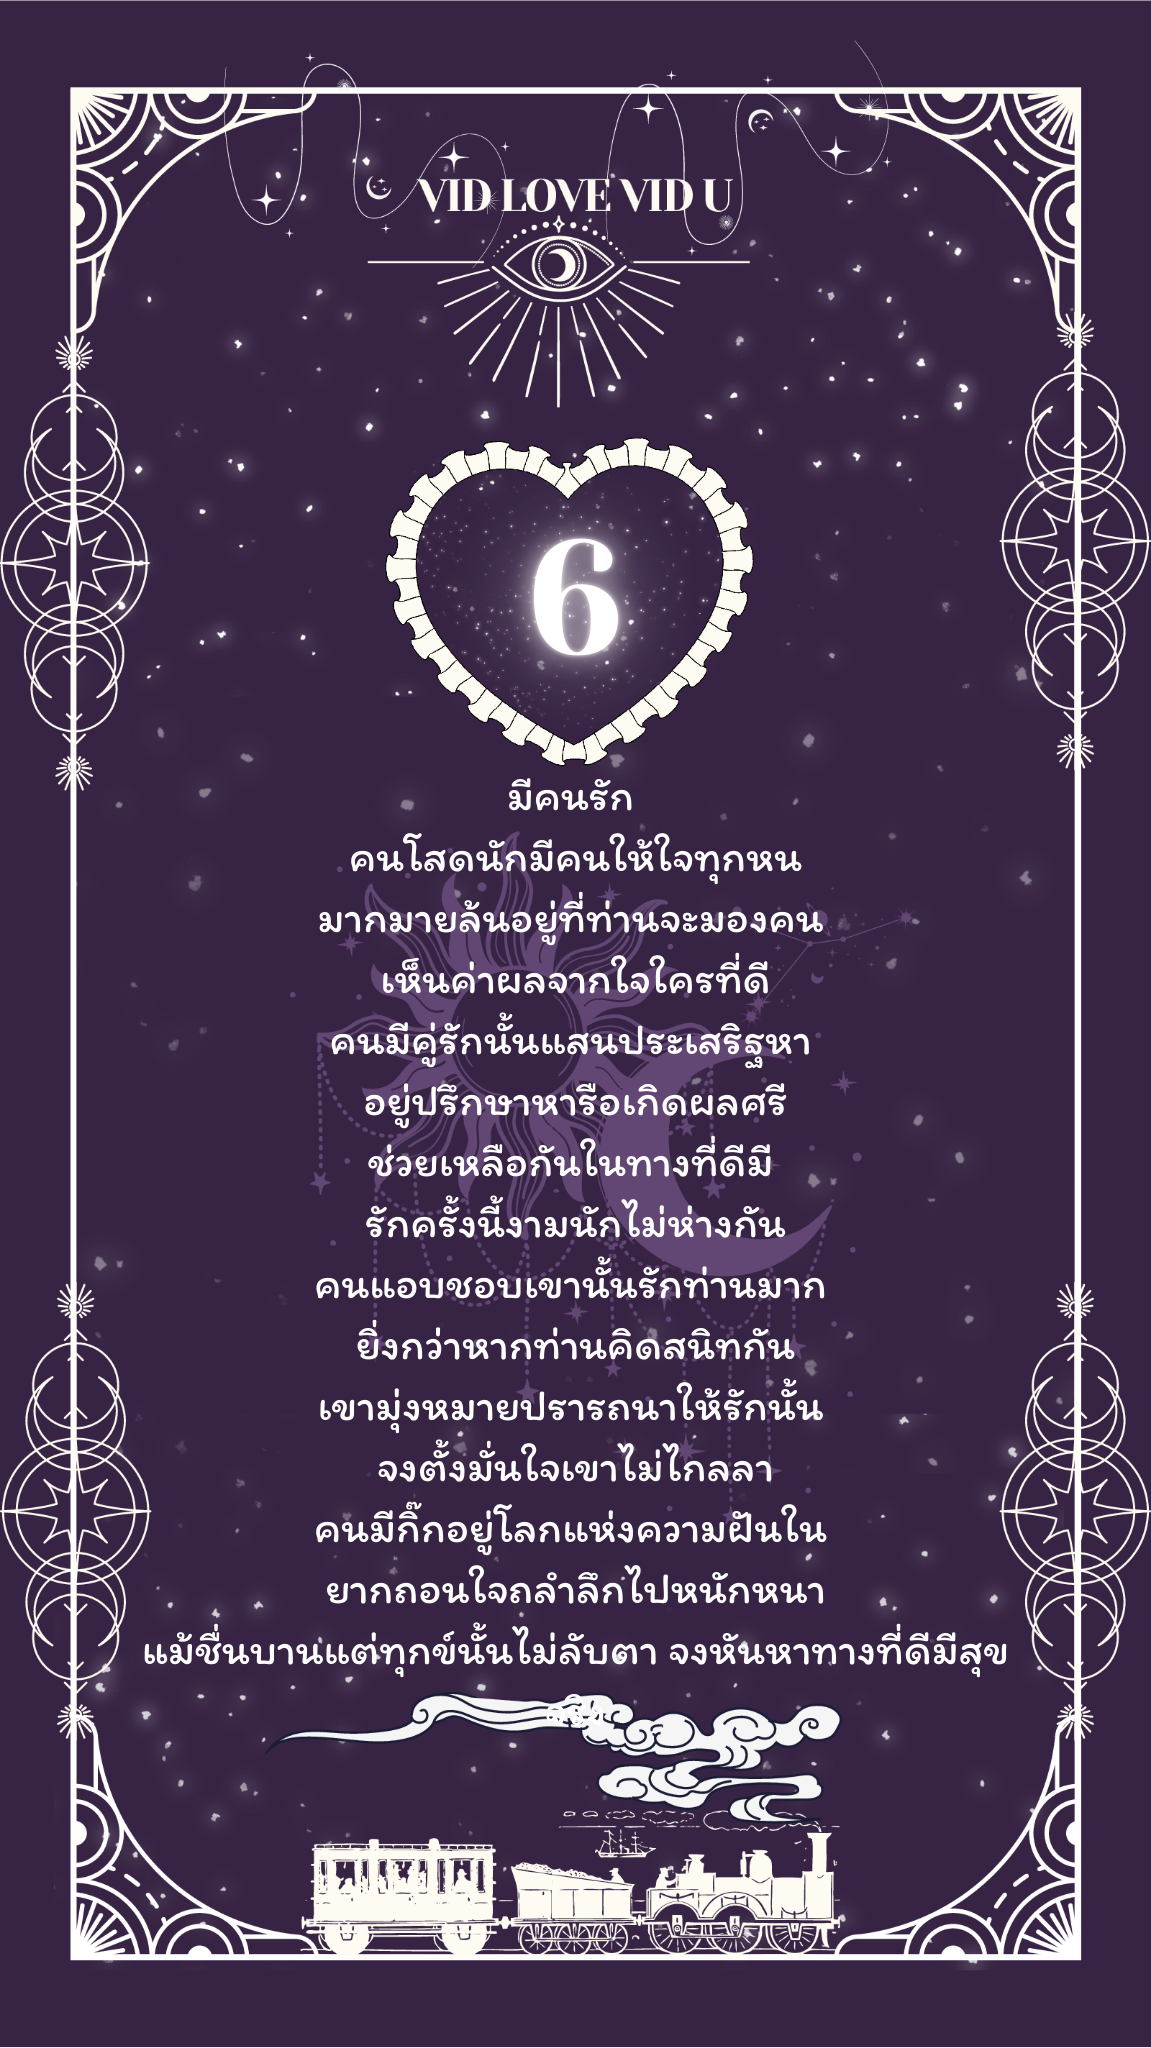 VID LOVE VID U
6
มีคนรัก
คนโสดนักมีคนให้ใจทุกหน
มากมายล้นอยู่ที่ท่านจะมองคน
เห็นค่าผลจากใจใครที่ดี
คนมีคู่รักนั้นแสนประเสริฐหา
อยู่ปรึกษาหารือเกิดผลศรี
ช่วยเหลือกันในทางที่ดีมี
รักครั้งนี้งามนักไม่ห่างกัน
คนแอบชอบเขานั้นรักท่านมาก
ยิ่งกว่าหากท่านคิดสนิทกัน
เขามุ่งหมายปรารถนาให้รักนั้น
จงตั้งมั่นใจเขาไม่ไกลลา
คนมีกิ๊กอยู่โลกแห่งความฝันใน
ยากถอนใจถลำลึกไปหนักหนา
แม้ชื่นบานแต่ทุกข์นั้นไม่ลับตา จงหันหาทางที่ดีมีสุข